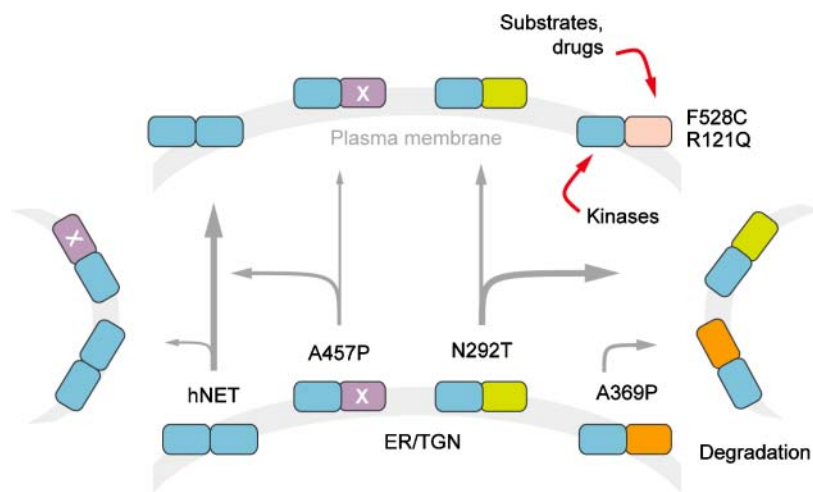 Substrates,
drugs
X
F528C
R121Q
Plasma membrane
Kinases
X
A457P
N292T
hNET
A369P
X
ER/TGN
Degradation